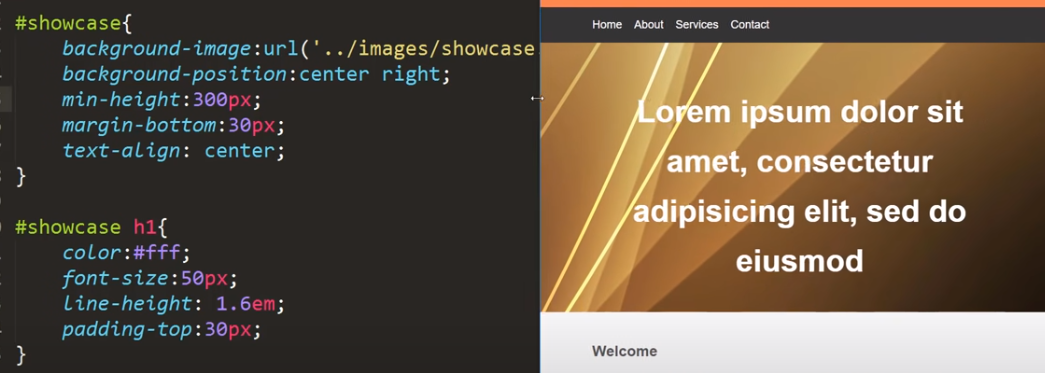 #showcase{
background-image:url('../images/showcase
background-position:center right;
min-height:300px;
margin-bottom:30px;
text-align: center;
}
#showcase h1{
color:#fff;
font-size:50px;
line-height: 1.6em;
padding-top:30px;
}
Home About Services Contact
Lorem ipsum dolor sit
amet, consectetur
adipisicing elit, sed do
eiusmod
Welcome